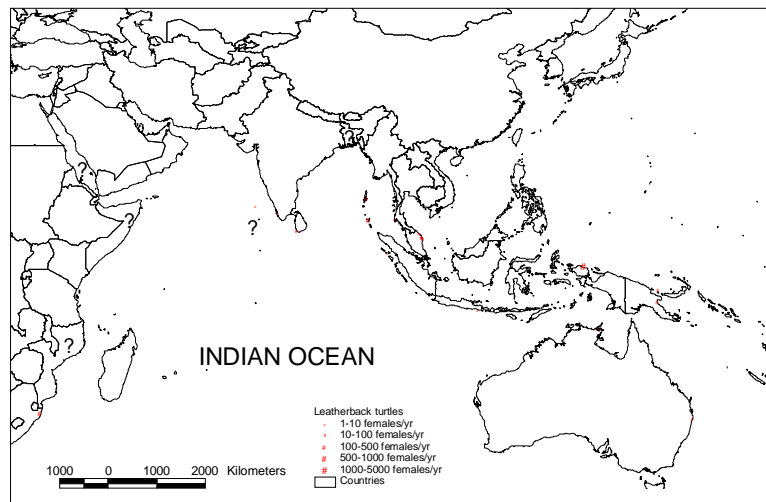 ?
?
?
?
?
INDIAN OCEAN
Leatherback turtles
1-10 females/yr
10-100 females/yr
100-500 females/yr
500-1000 females/yr
1000-5000 females/yr
Countries
1000 0 1000 2000 Kilometers